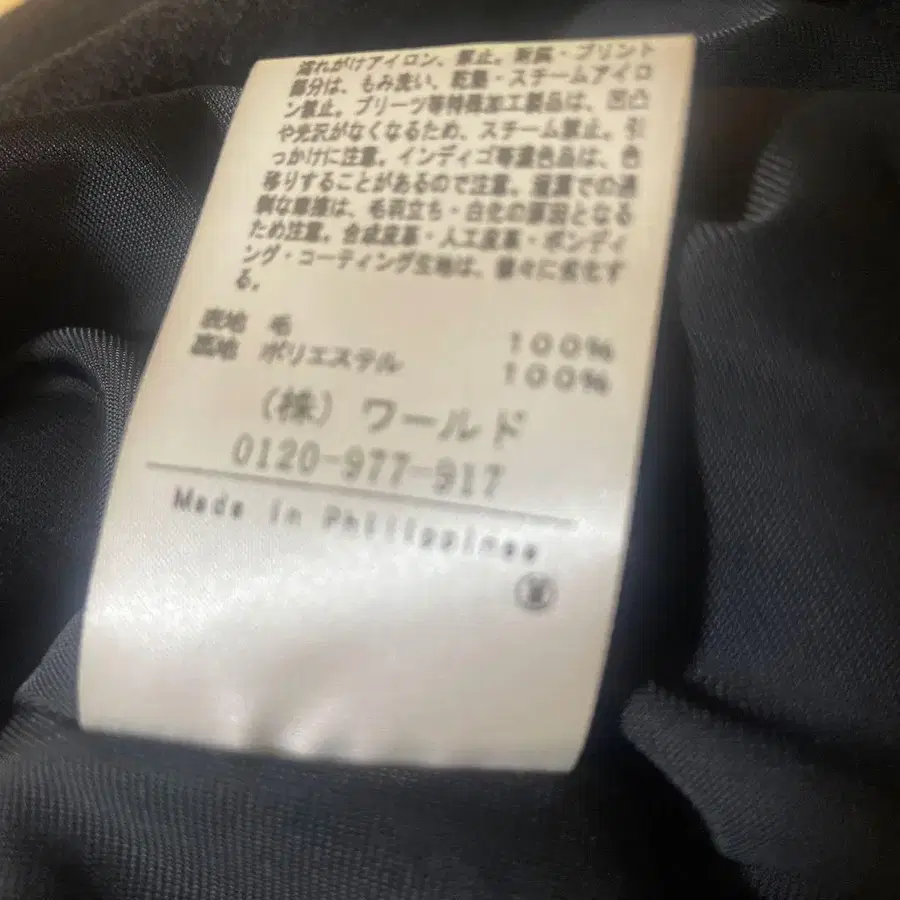 濡れがけアイロン、禁止。刺繍・プリント
部分は、もみ洗い、乾燥・スチームアイロ
ン禁止。プリーツ等特殊加工製品は、凹凸
や光沢がなくなるため、スチーム禁止。引
っかけに注意。インディゴ等濃色品は、色
移りすることがあるので注意。湿潤での過
剰な摩擦は、毛羽立ち・白化の原因となる
ため注意。合成皮革・人工皮革・ボンディ
ング・コーティング生地は、徐々に劣化す
る。
表地 毛 100%
裏地 ポリエステル 100%
(株) ワールド
0120-977-917
Made in Philippines